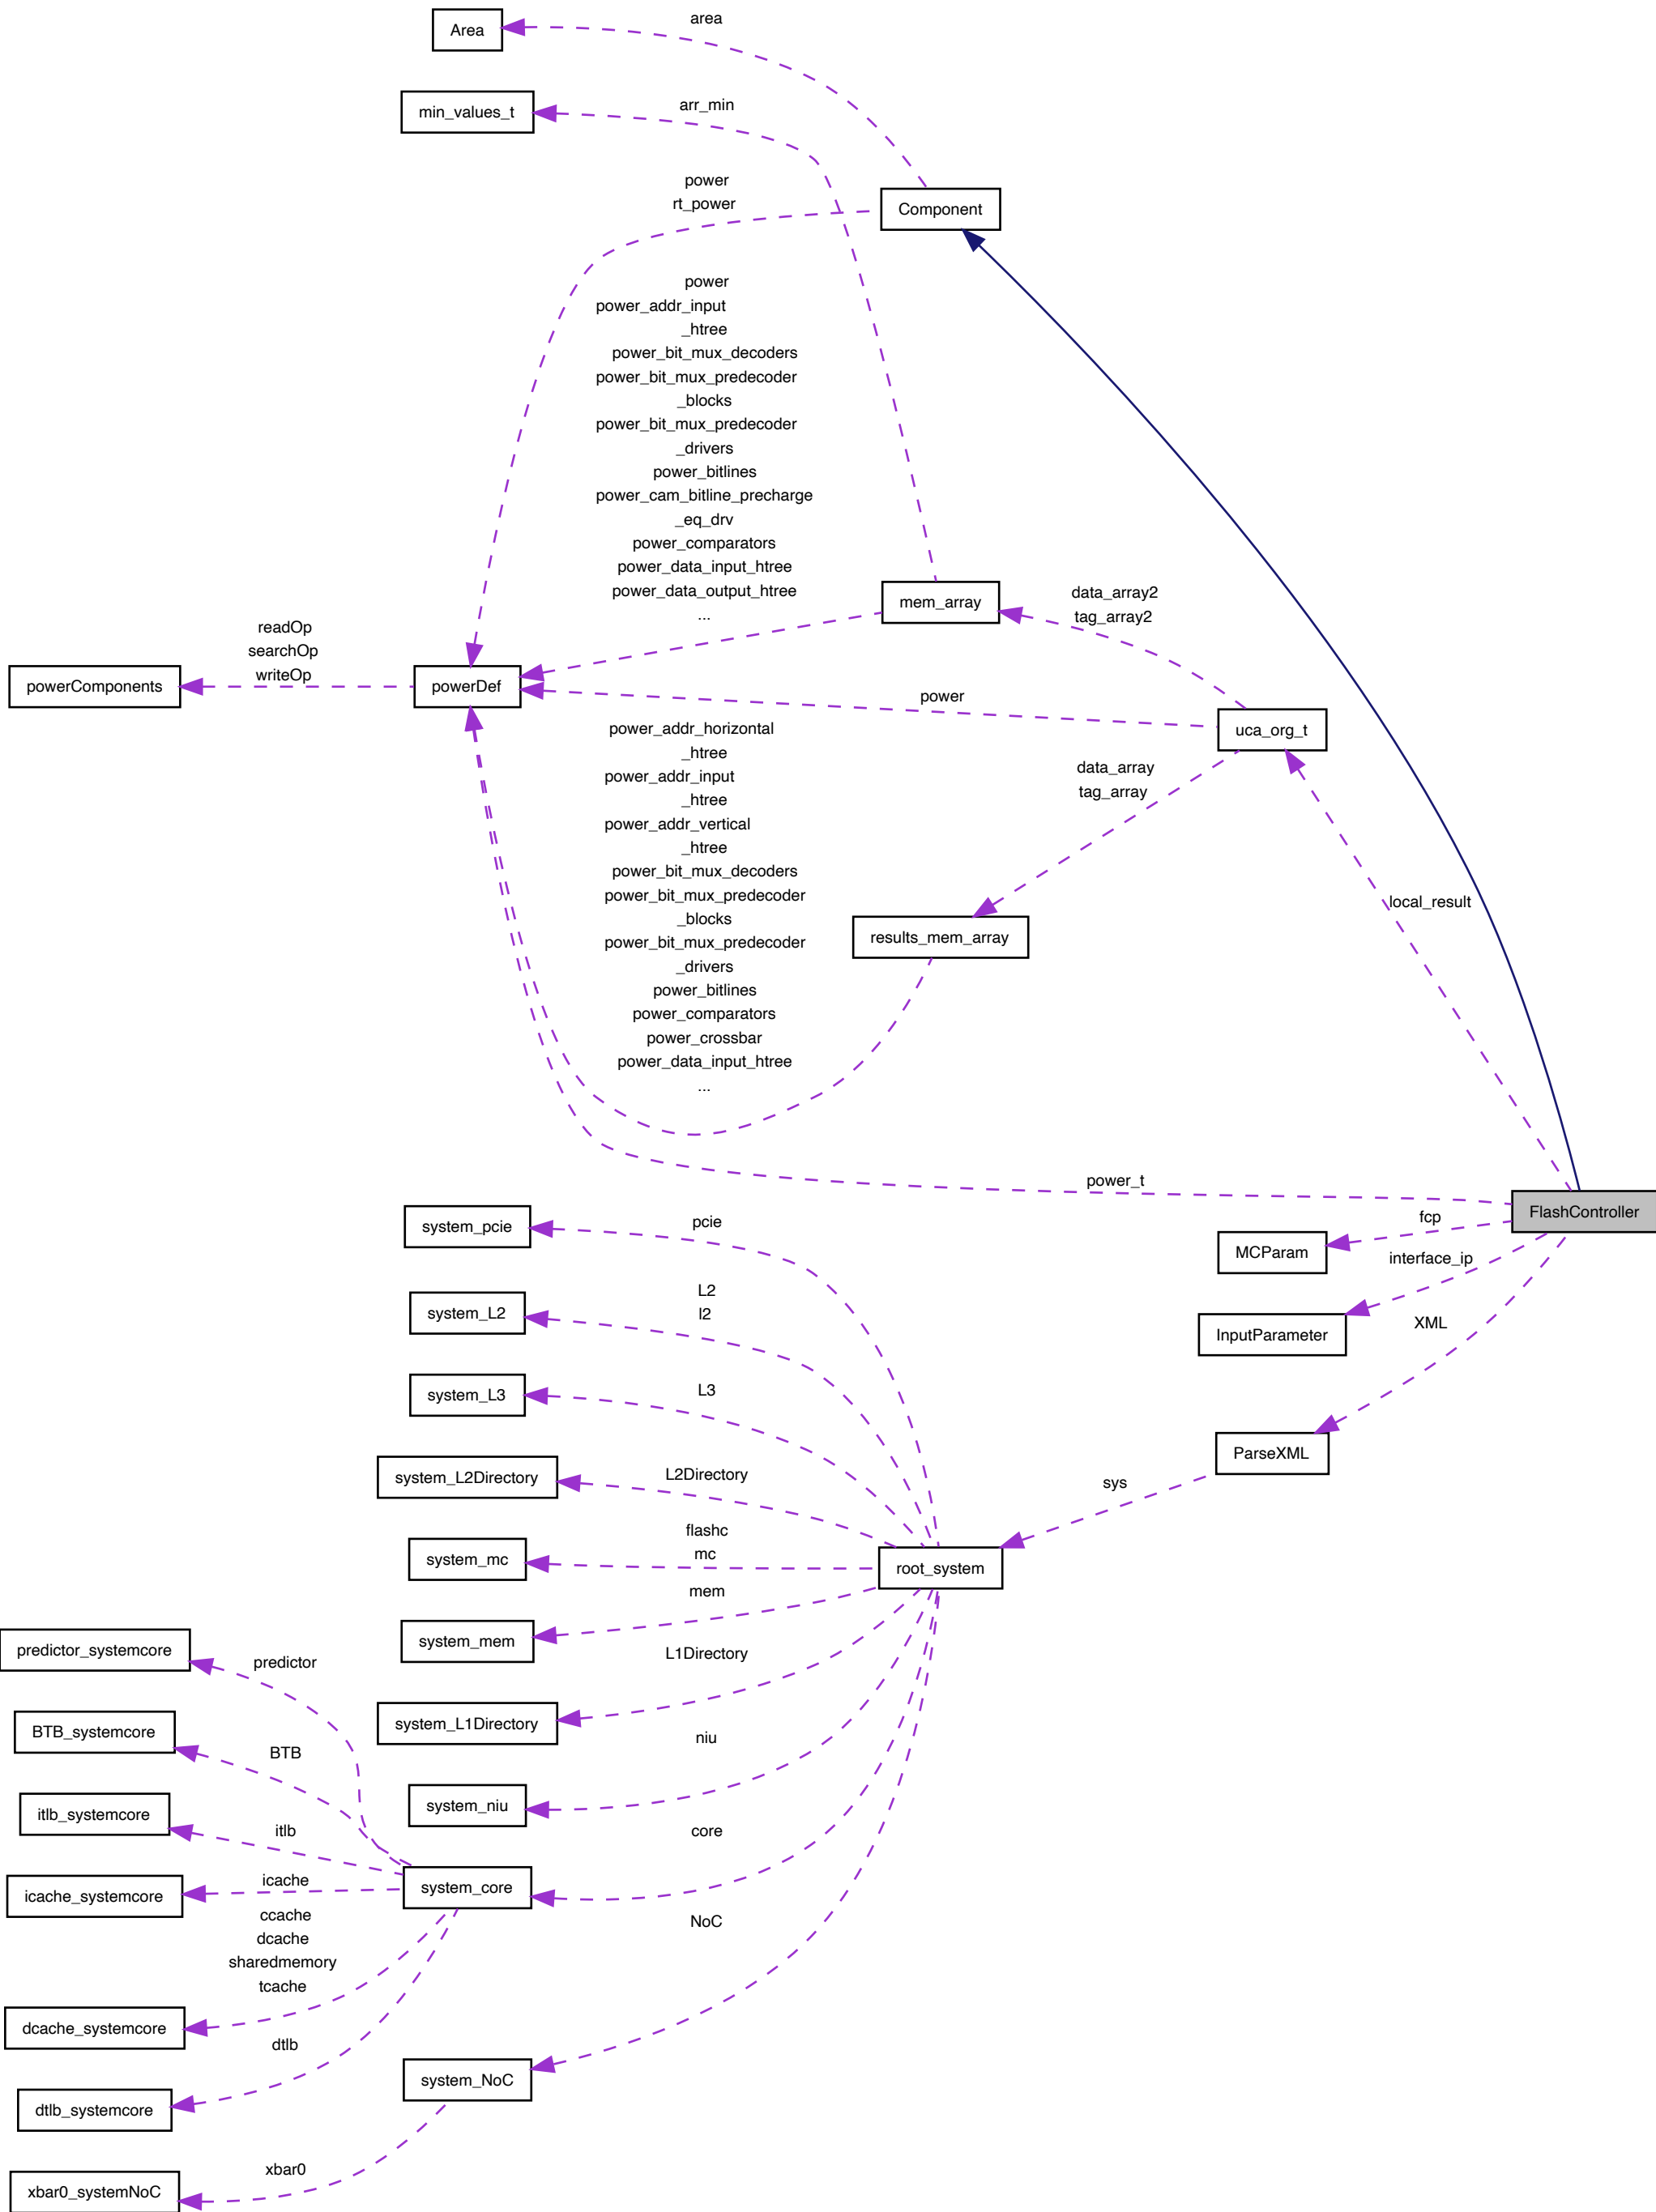 area
Area
arr_min
min_values_t
power
rt_power
Component
power
power_addr_input
_htree
power_bit_mux_decoders
power_bit_mux_predecoder
_blocks
power_bit_mux_predecoder
_drivers
power_bitlines
power_cam_bitline_precharge
_eq_drv
power_comparators
power_data_input_htree
power_data_output_htree
...
mem_array
data_array2
tag_array2
readOp
searchOp
writeOp
powerComponents
powerDef
power
uca_org_t
power_addr_horizontal
_htree
power_addr_input
_htree
power_addr_vertical
_htree
power_bit_mux_decoders
power_bit_mux_predecoder
_blocks
power_bit_mux_predecoder
_drivers
power_bitlines
power_comparators
power_crossbar
power_data_input_htree
...
data_array
tag_array
local_result
results_mem_array
power_t
FlashController
fcp
MCParam
interface_ip
InputParameter
XML
ParseXML
sys
root_system
pcie
system_pcie
L2
l2
system_L2
L3
system_L3
L2Directory
system_L2Directory
flashc
mc
system_mc
mem
system_mem
L1Directory
system_L1Directory
niu
system_niu
core
system_core
NoC
system_NoC
predictor
predictor_systemcore
BTB
BTB_systemcore
itlb
itlb_systemcore
icache
icache_systemcore
ccache
dcache
sharedmemory
tcache
dcache_systemcore
dtlb
dtlb_systemcore
xbar0
xbar0_systemNoC